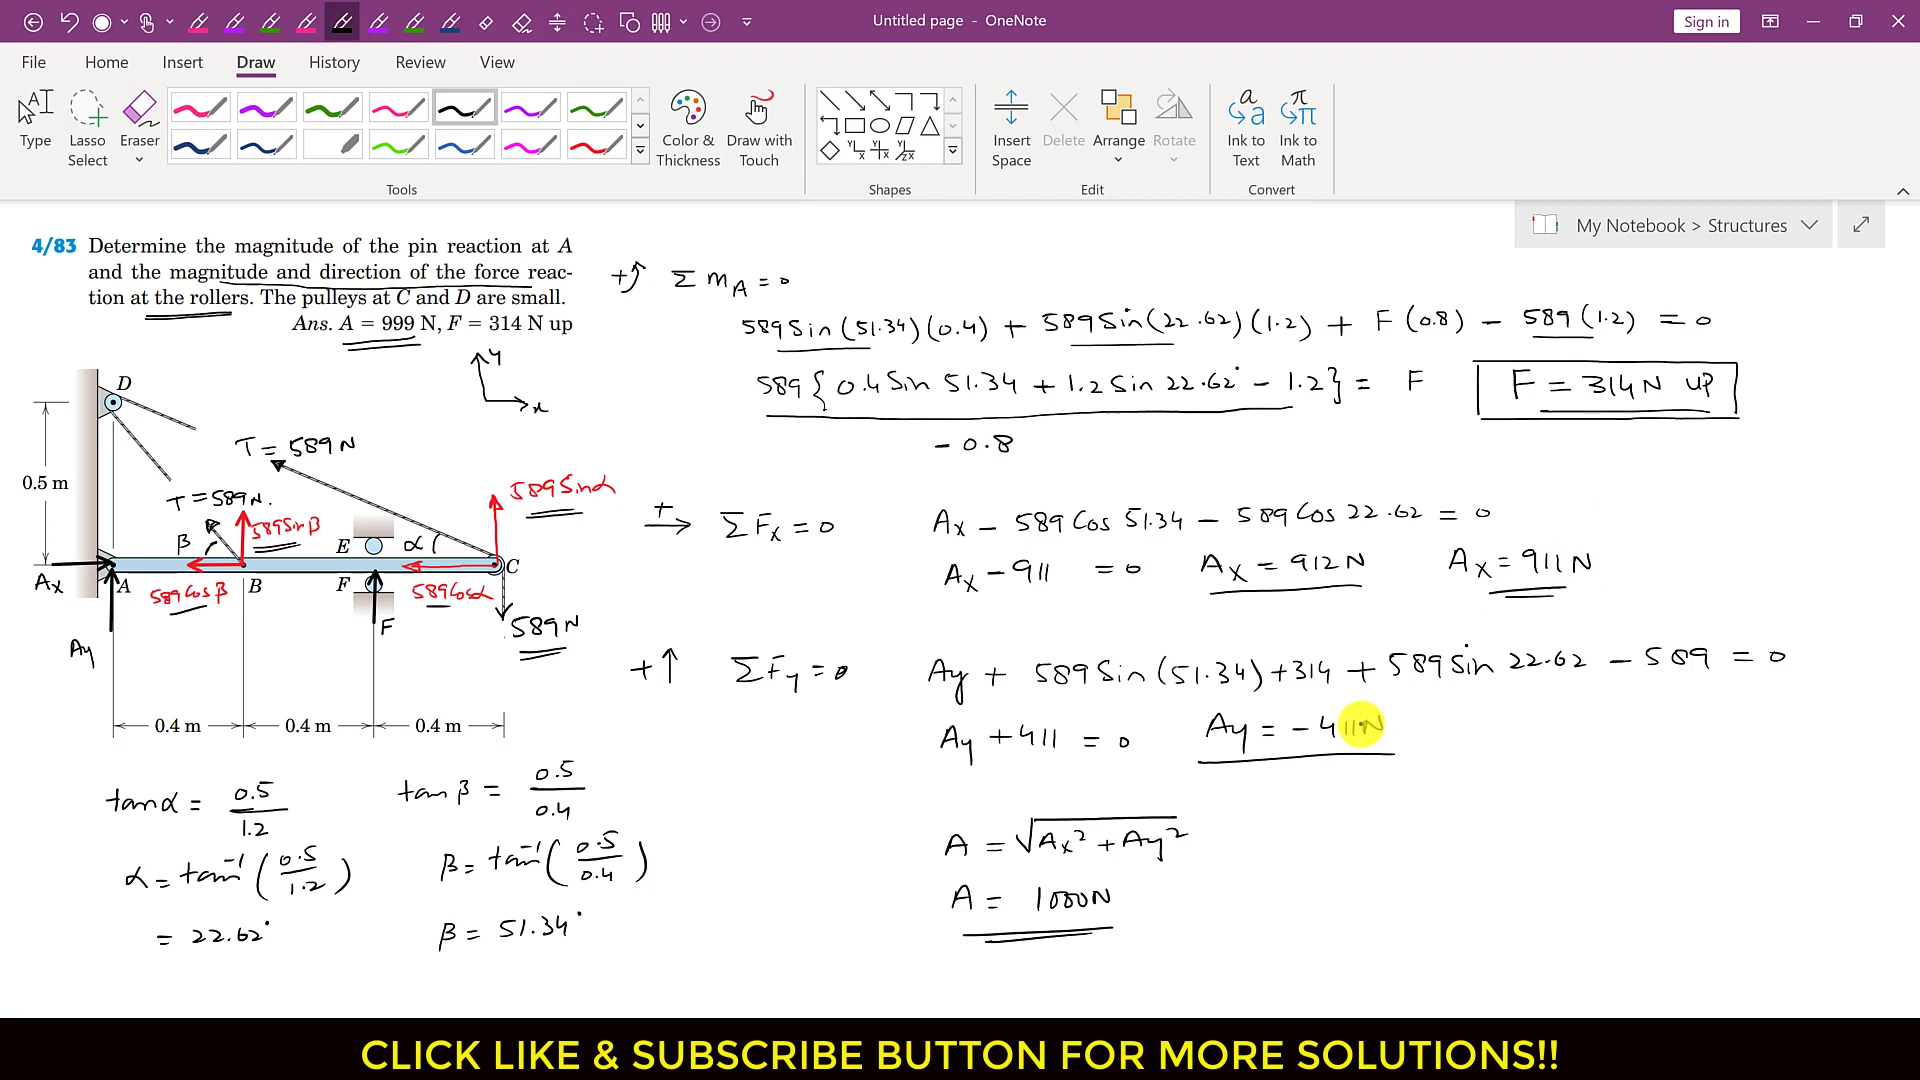 Untitled page - OneNote
Sign in
File Home Insert Draw History Review View
Type
Lasso Select
Eraser
Color & Thickness
Draw with Touch
Insert Space
Delete
Arrange
Rotate
Ink to Text
Ink to Math
Tools
Shapes
Edit
Convert
My Notebook > Structures
4/83 Determine the magnitude of the pin reaction at A
and the magnitude and direction of the force reac-
tion at the rollers. The pulleys at C and D are small.
Ans. A = 999 N, F = 314 N up
y
x
D
0.5 m
T = 589 N
T = 589 N.
589 Sin β
589 Sin α
β
E
α
C
Ax
A
589 Cos β
B
F
589 Cos α
F
589 N
Ay
0.4 m
0.4 m
0.4 m
tan α = 0.5 / 1.2
α = tan⁻¹ (0.5 / 1.2)
= 22.62°
tan β = 0.5 / 0.4
β = tan⁻¹ (0.5 / 0.4)
β = 51.34°
+ Σ M_A = 0
589 Sin (51.34) (0.4) + 589 Sin (22.62) (1.2) + F (0.8) - 589 (1.2) = 0
589 { 0.4 Sin 51.34 + 1.2 Sin 22.62° - 1.2 } = F
- 0.8
F = 314 N UP
+→ Σ Fx = 0
Ax - 589 Cos 51.34 - 589 Cos 22.62 = 0
Ax - 911 = 0
Ax = 912 N
Ax = 911 N
+↑ Σ Fy = 0
Ay + 589 Sin (51.34) + 314 + 589 Sin 22.62 - 589 = 0
Ay + 411 = 0
Ay = - 411 N
A = √(Ax² + Ay²)
A = 1000 N
CLICK LIKE & SUBSCRIBE BUTTON FOR MORE SOLUTIONS!!